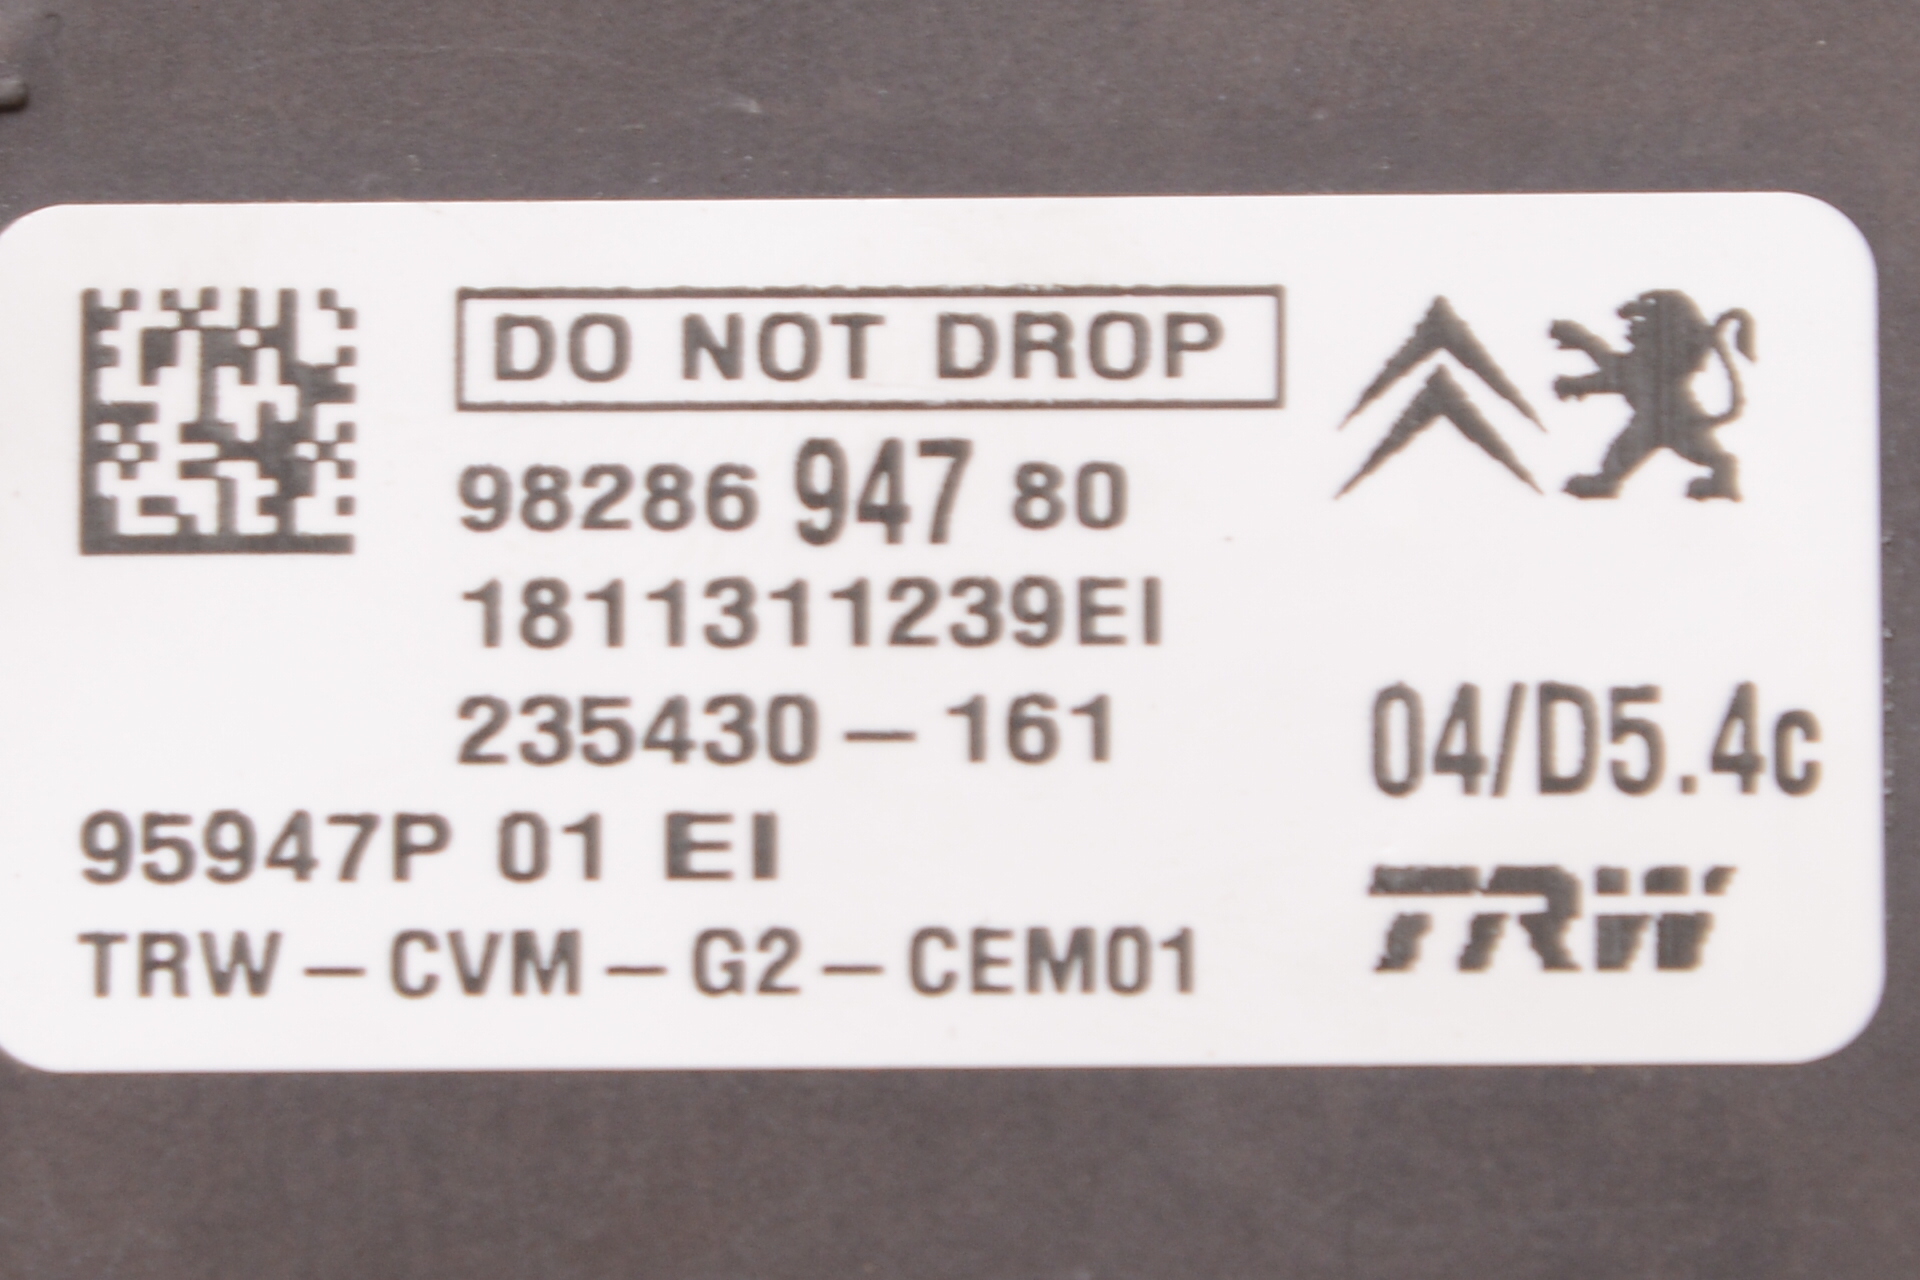 DO NOT DROP
98286 947 80
1811311239EI
235430-161
04/D5.4c
95947P 01 EI
TRW
TRW-CVM-G2-CEM01